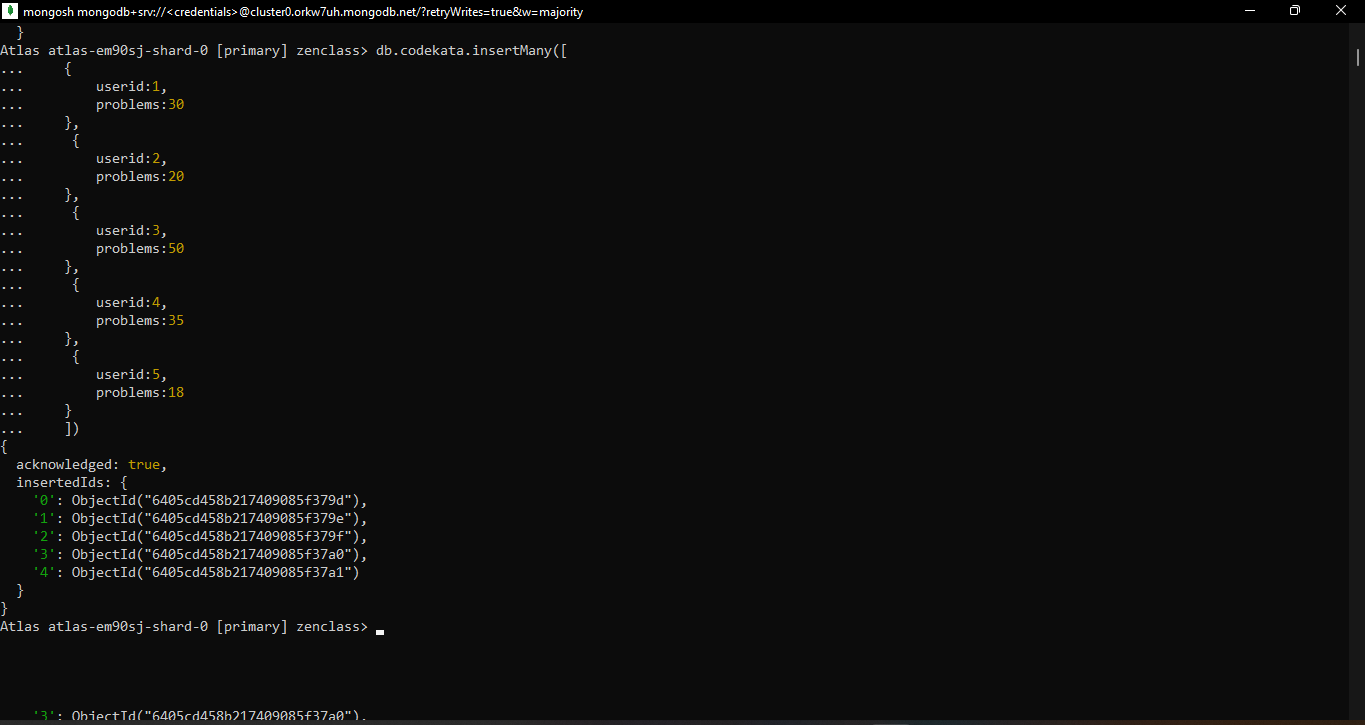 mongosh mongodb+srv://<credentials>@cluster0.orkw7uh.mongodb.net/?retryWrites=true&w=majority
  }
Atlas atlas-em90sj-shard-0 [primary] zenclass> db.codekata.insertMany([
...     {
...         userid:1,
...         problems:30
...     },
...      {
...         userid:2,
...         problems:20
...     },
...      {
...         userid:3,
...         problems:50
...     },
...      {
...         userid:4,
...         problems:35
...     },
...      {
...         userid:5,
...         problems:18
...     }
...     ])
{
  acknowledged: true,
  insertedIds: {
    '0': ObjectId("6405cd458b217409085f379d"),
    '1': ObjectId("6405cd458b217409085f379e"),
    '2': ObjectId("6405cd458b217409085f379f"),
    '3': ObjectId("6405cd458b217409085f37a0"),
    '4': ObjectId("6405cd458b217409085f37a1")
  }
}
Atlas atlas-em90sj-shard-0 [primary] zenclass>
    '3': ObjectId("6405cd458b217409085f37a0"),